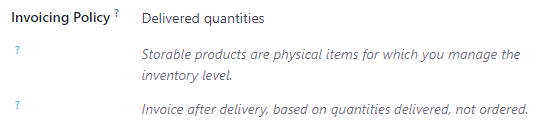 Invoicing Policy ? Delivered quantities
? Storable products are physical items for which you manage the
inventory level.
? Invoice after delivery, based on quantities delivered, not ordered.